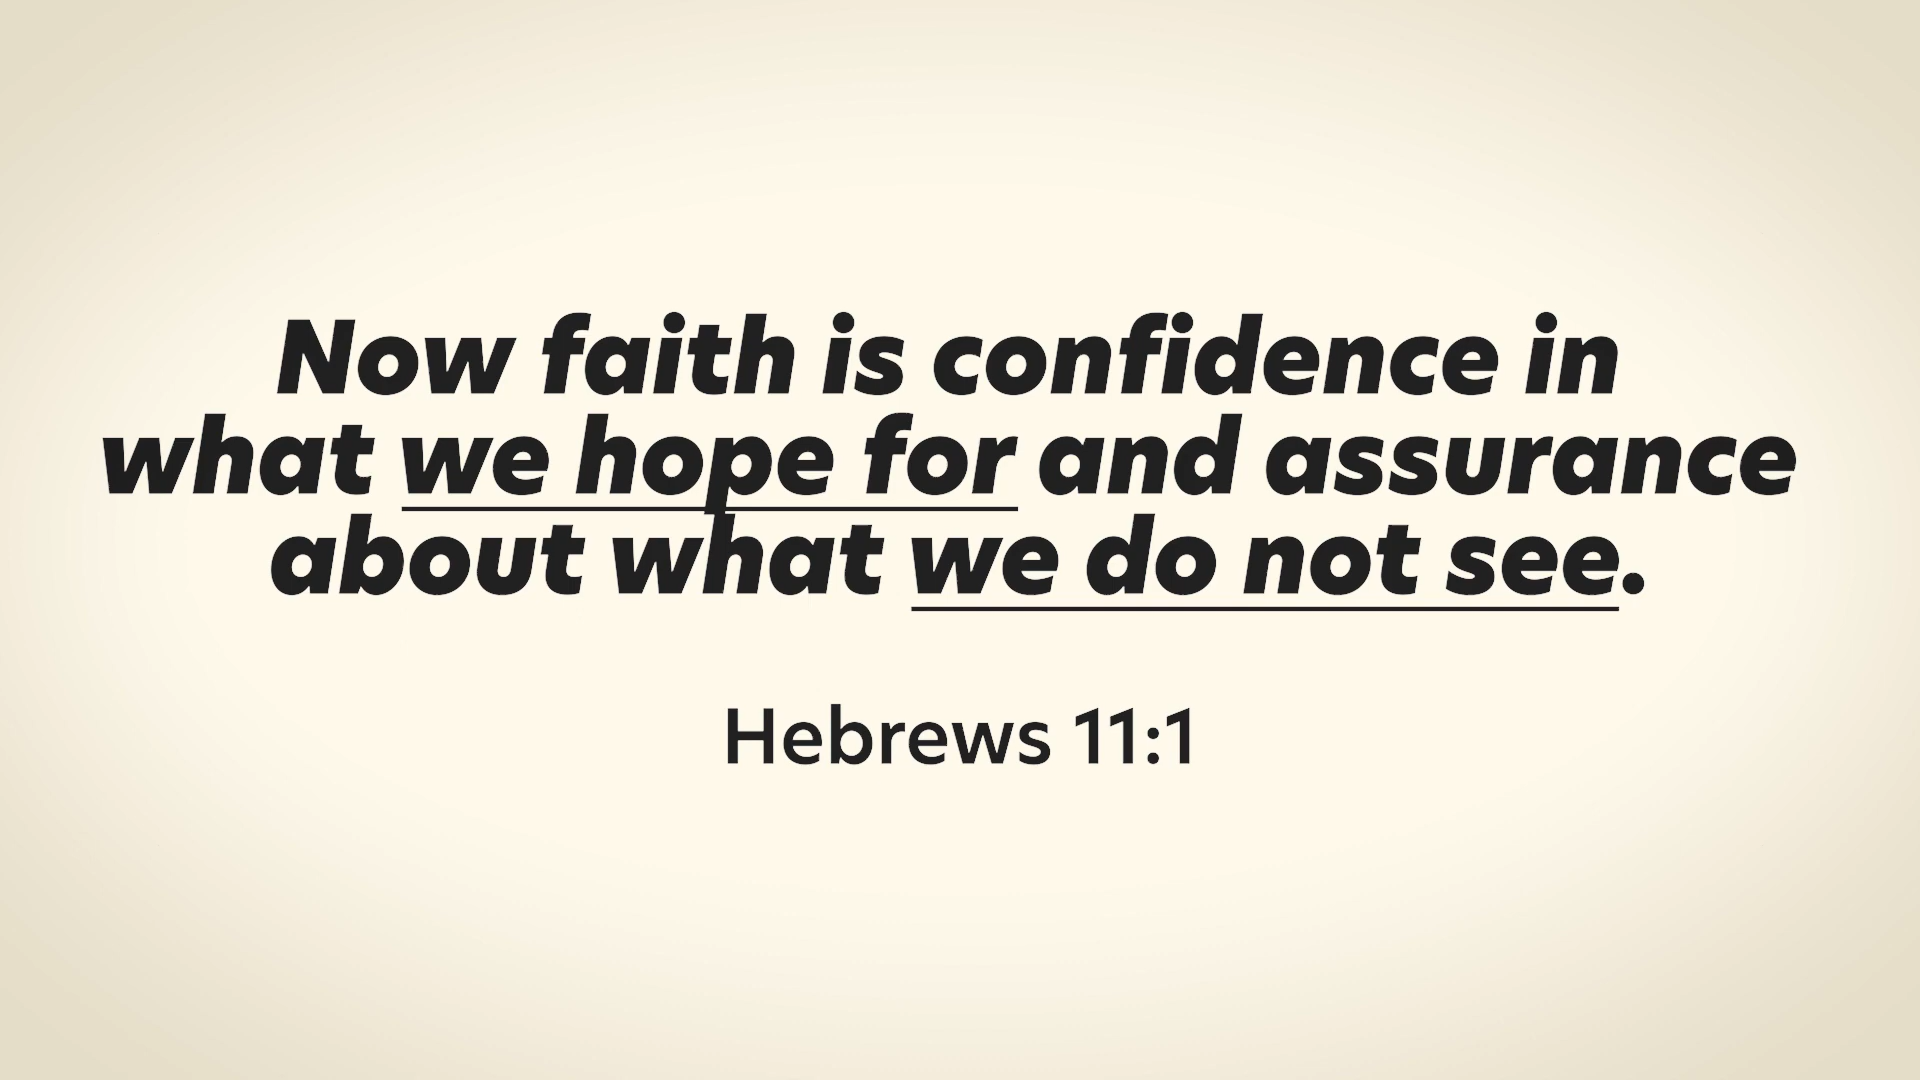 Now faith is confidence in
what we hope for and assurance
about what we do not see.
Hebrews 11:1